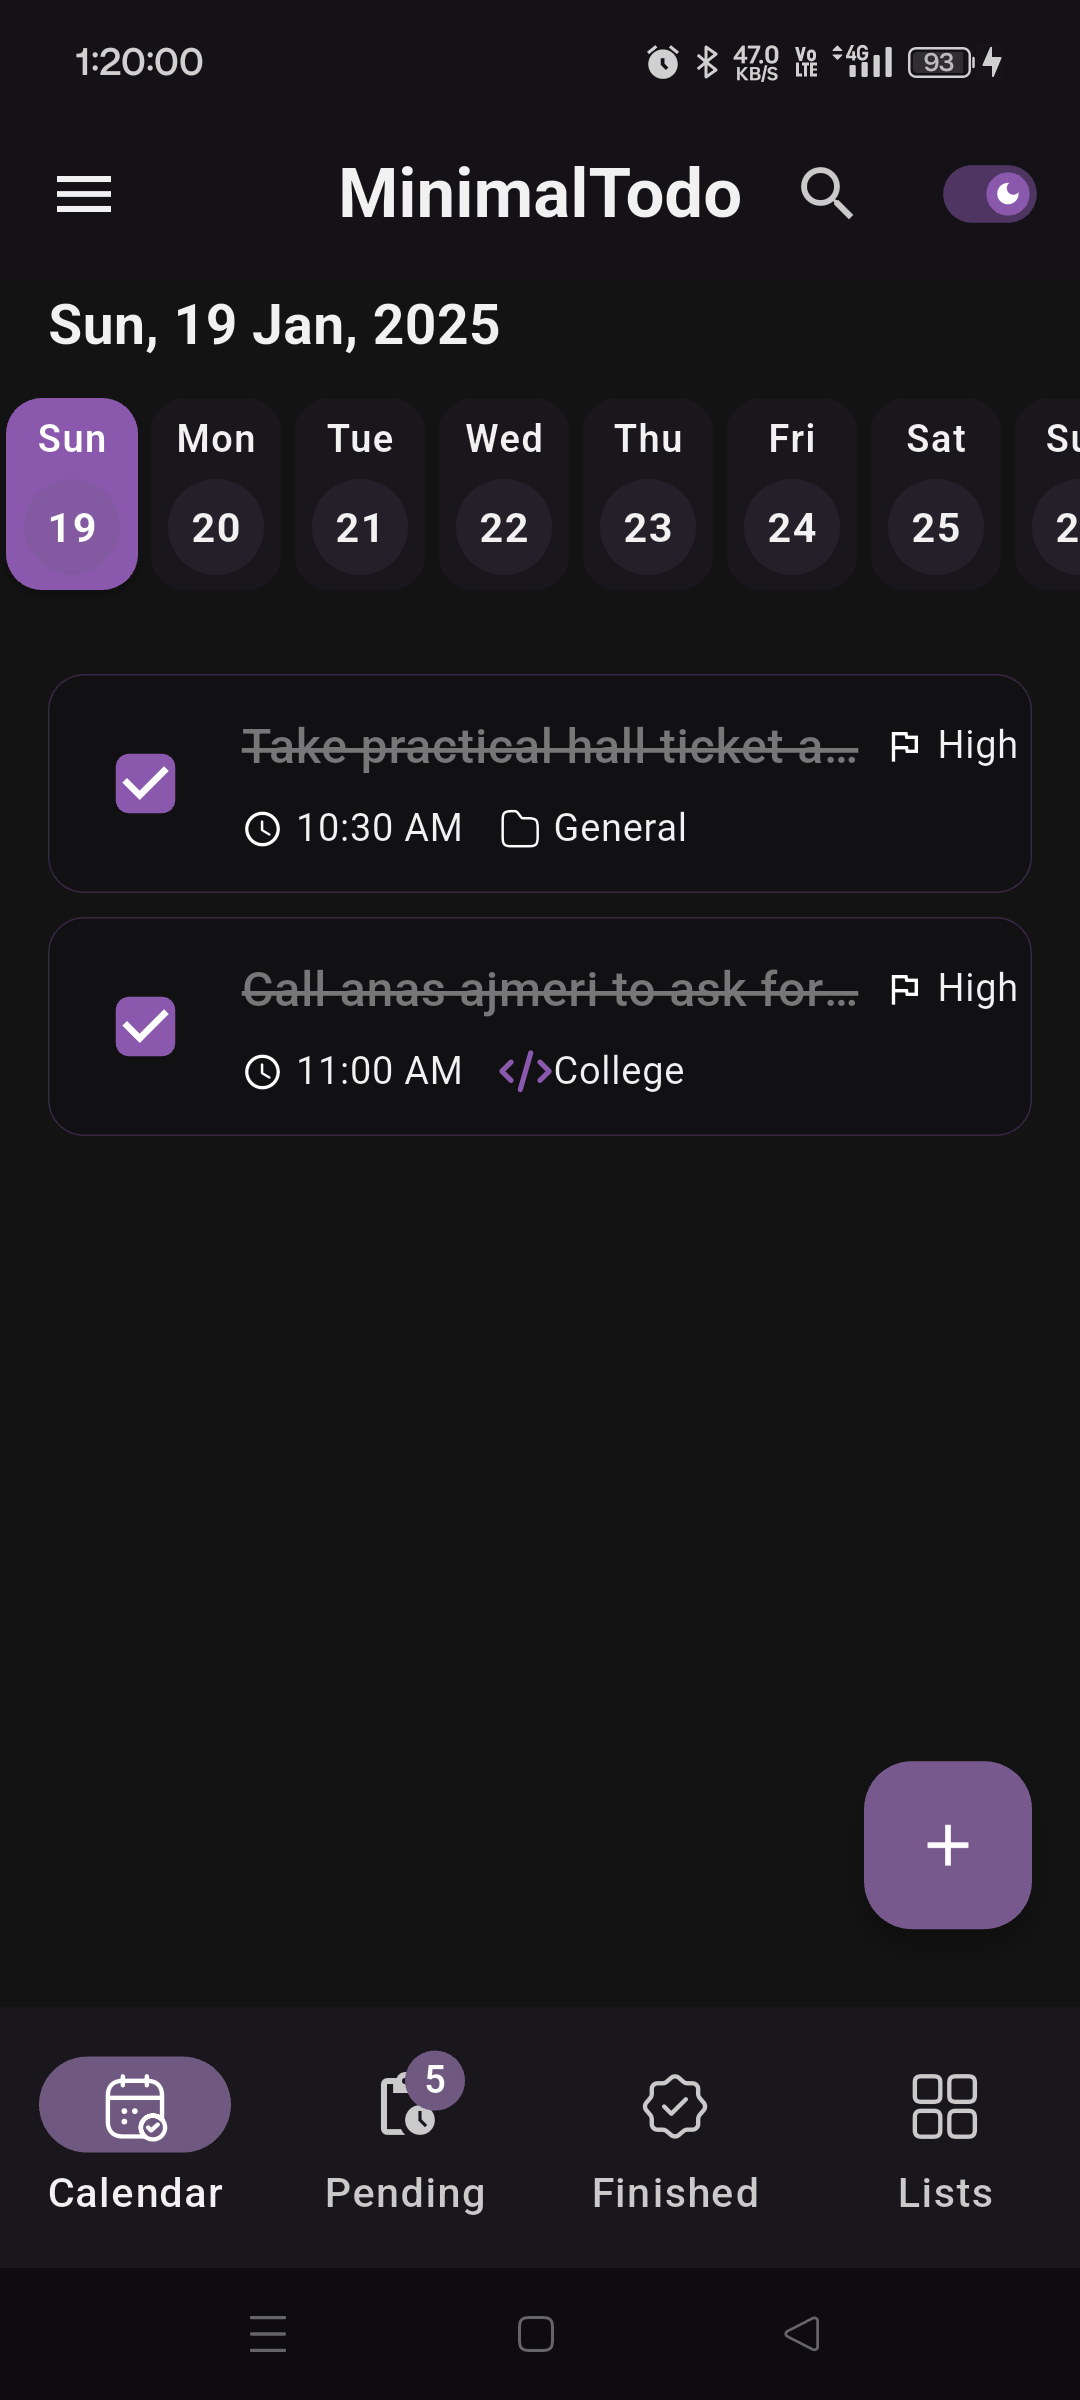 1:20:00 47.0 KB/S Vo LTE 4G 93
MinimalTodo
Sun, 19 Jan, 2025
Sun Mon Tue Wed Thu Fri Sat Su
19 20 21 22 23 24 25 2
Take practical hall ticket a... High
10:30 AM General
Call anas ajmeri to ask for... High
11:00 AM </> College
5
Calendar Pending Finished Lists